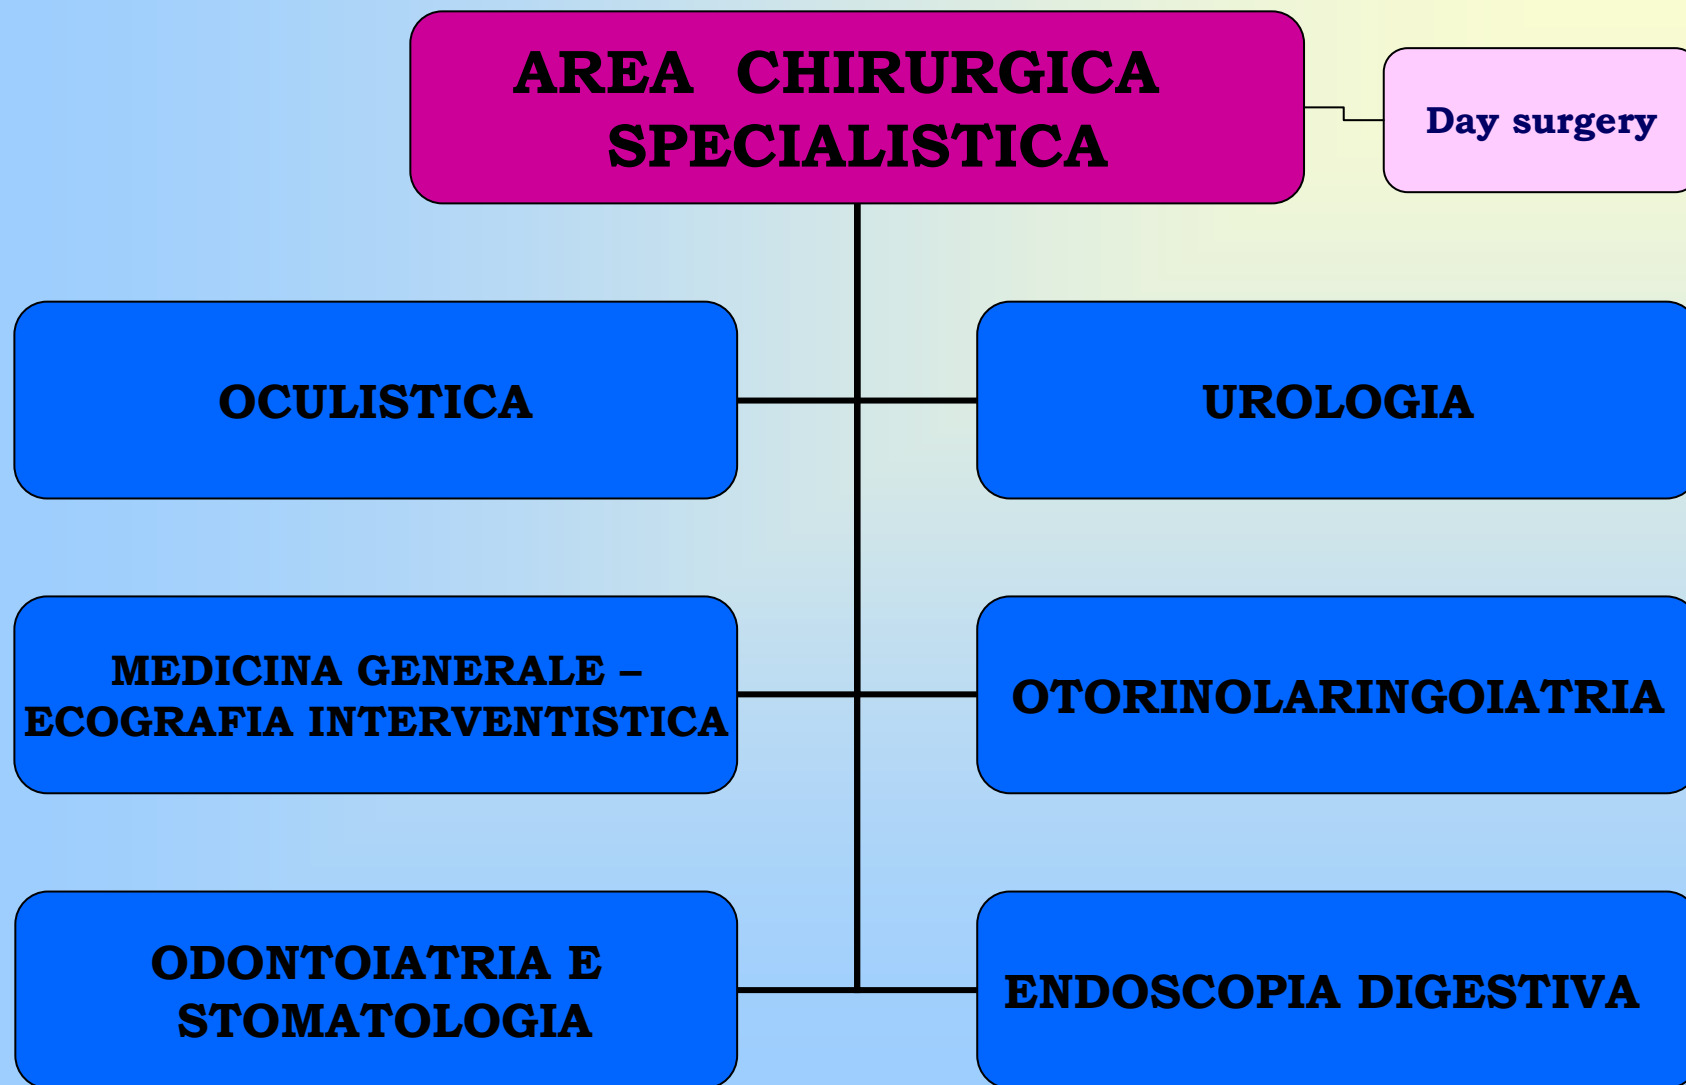 AREA CHIRURGICA
SPECIALISTICA
Day surgery
OCULISTICA
UROLOGIA
MEDICINA GENERALE –
ECOGRAFIA INTERVENTISTICA
OTORINOLARINGOIATRIA
ODONTOIATRIA E
STOMATOLOGIA
ENDOSCOPIA DIGESTIVA